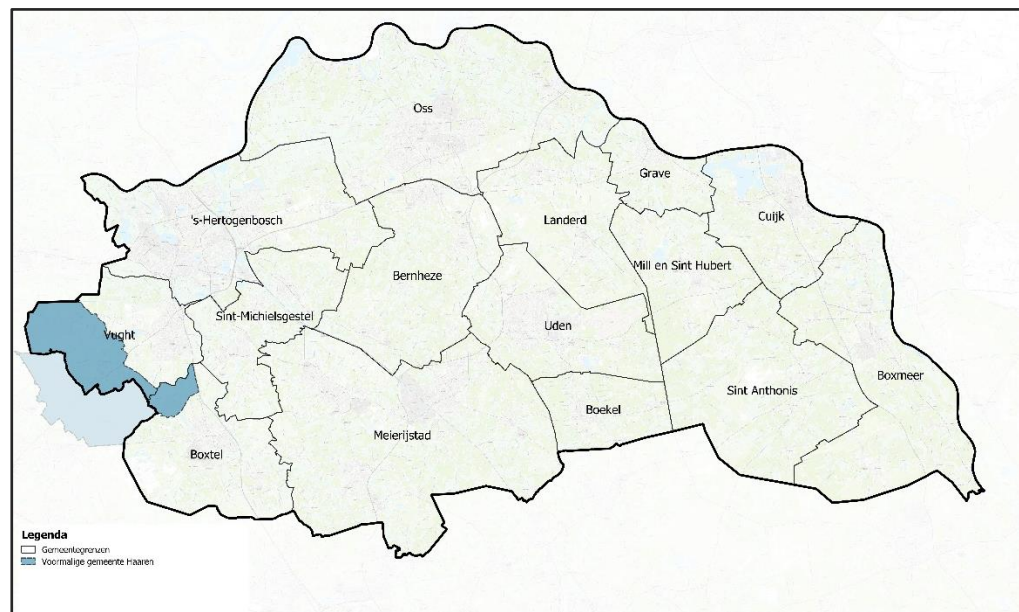 Oss
Grave
's-Hertogenbosch
Landerd
Cuijk
Bernheze
Mill en Sint Hubert
Sint-Michielsgestel
Vught
Uden
Boxmeer
Sint Anthonis
Boekel
Meierijstad
Boxtel
Legenda
Gemeentegrenzen
Voormalige gemeente Haaren